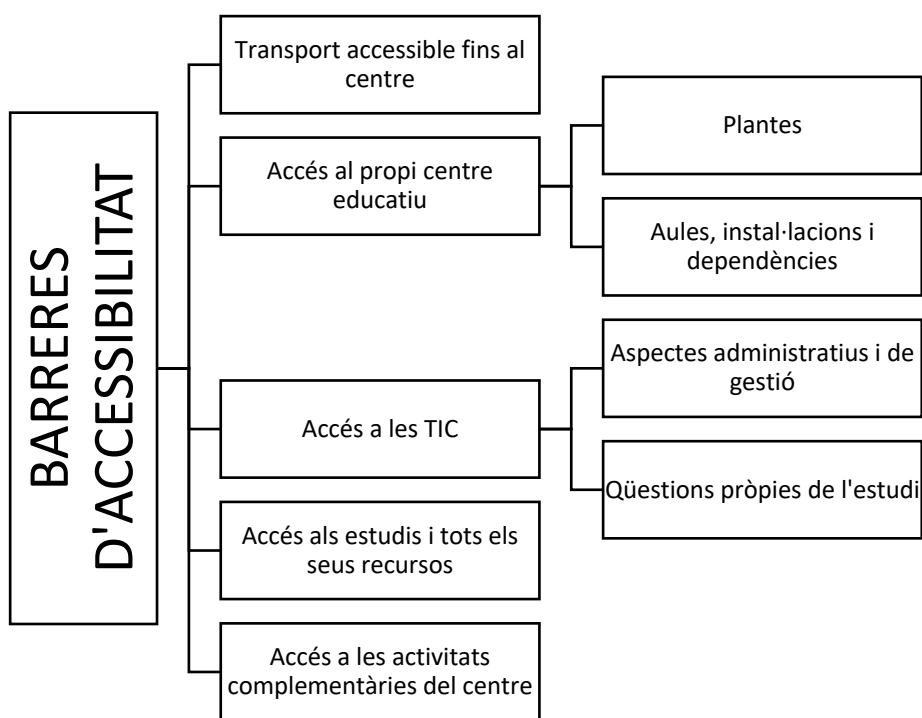 BARRERES
D'ACCESSIBILITAT
Transport accessible fins al
centre
Accés al propi centre
educatiu
Plantes
Aules, instal·lacions i
dependències
Accés a les TIC
Aspectes administratius i de
gestió
Qüestions pròpies de l'estudi
Accés als estudis i tots els
seus recursos
Accés a les activitats
complementàries del centre